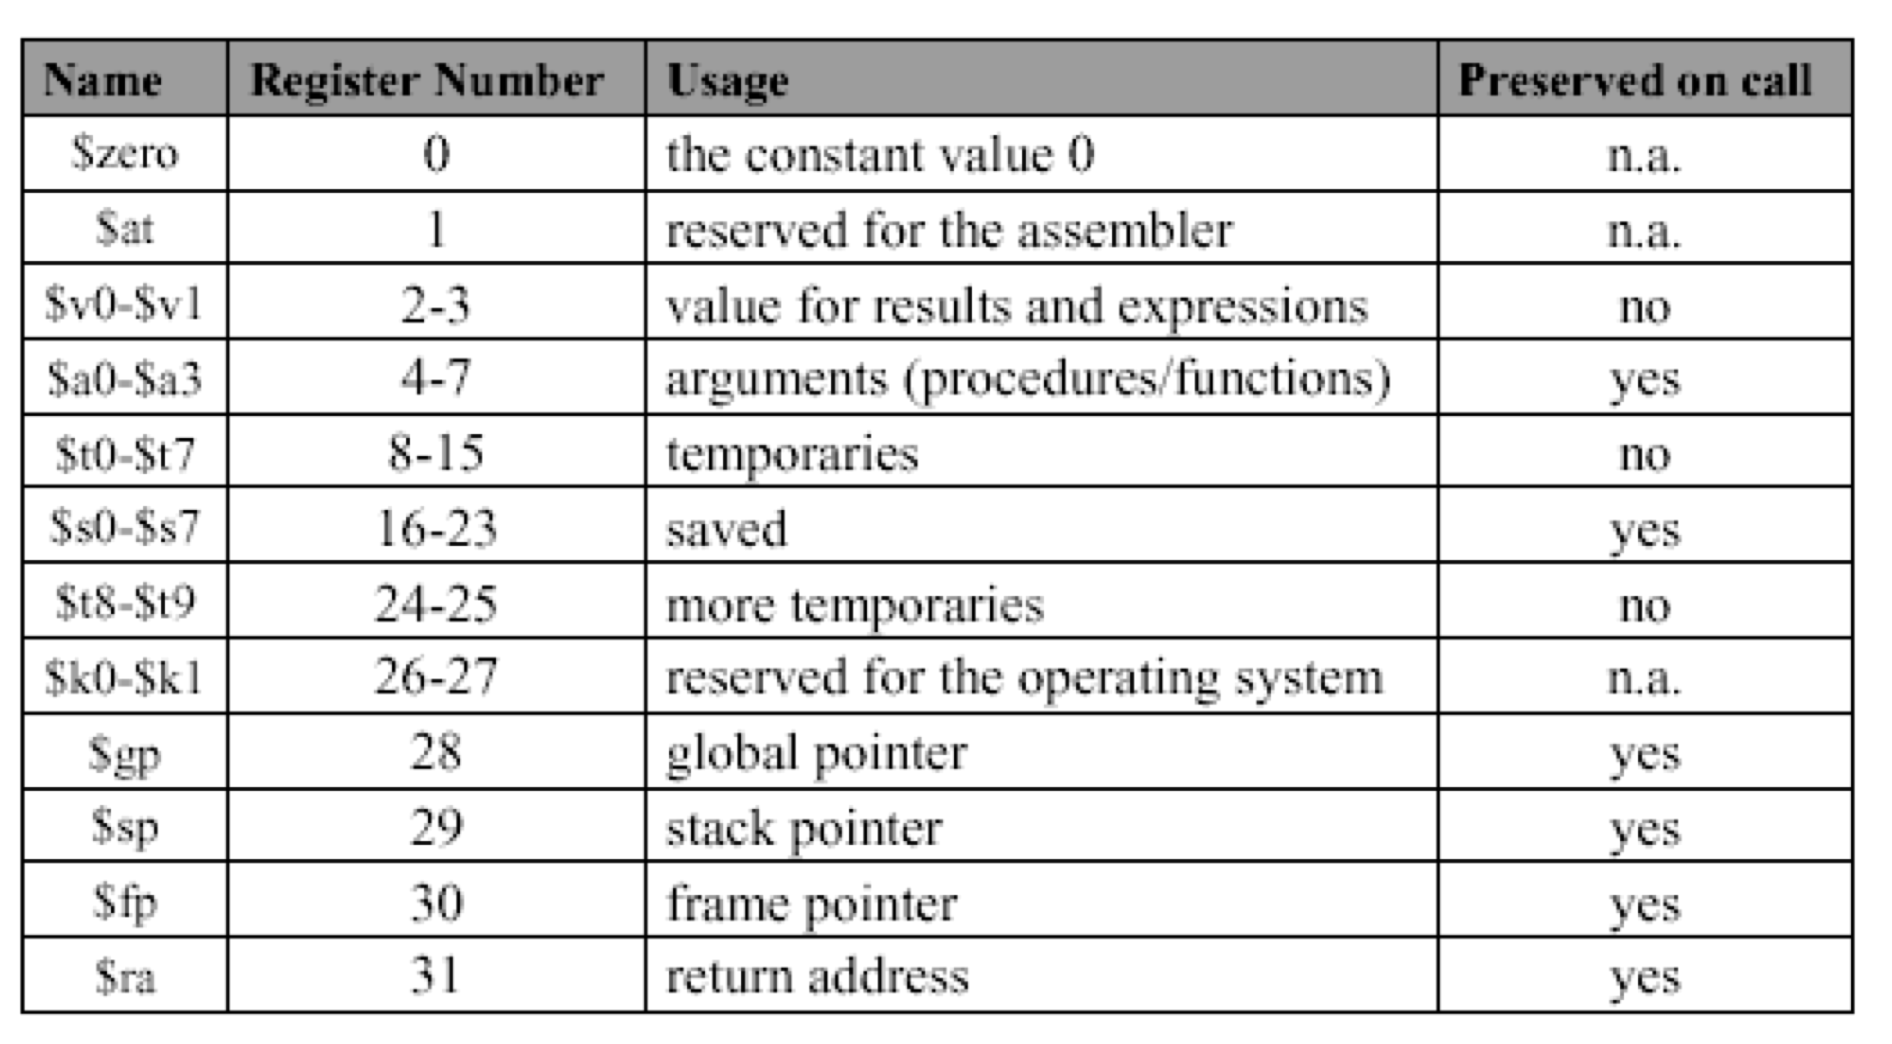 Name Register Number Usage Preserved on call
$zero 0 the constant value 0 n.a.
$at 1 reserved for the assembler n.a.
$v0-$v1 2-3 value for results and expressions no
$a0-$a3 4-7 arguments (procedures/functions) yes
$t0-$t7 8-15 temporaries no
$s0-$s7 16-23 saved yes
$t8-$t9 24-25 more temporaries no
$k0-$k1 26-27 reserved for the operating system n.a.
$gp 28 global pointer yes
$sp 29 stack pointer yes
$fp 30 frame pointer yes
$ra 31 return address yes